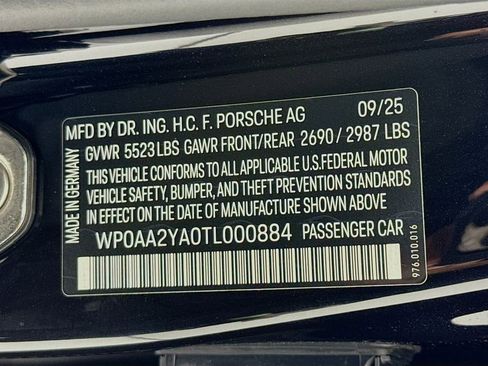 MFD BY DR. ING. H.C. F. PORSCHE AG 09/25
GVWR 5523 LBS GAWR FRONT/REAR 2690 / 2987 LBS
THIS VEHICLE CONFORMS TO ALL APPLICABLE U.S.FEDERAL MOTOR
VEHICLE SAFETY, BUMPER, AND THEFT PREVENTION STANDARDS
IN EFFECT ON THE DATE OF MANUFACTURE SHOWN ABOVE
WP0AA2YA0TL000884 PASSENGER CAR
MADE IN GERMANY
976.010.016